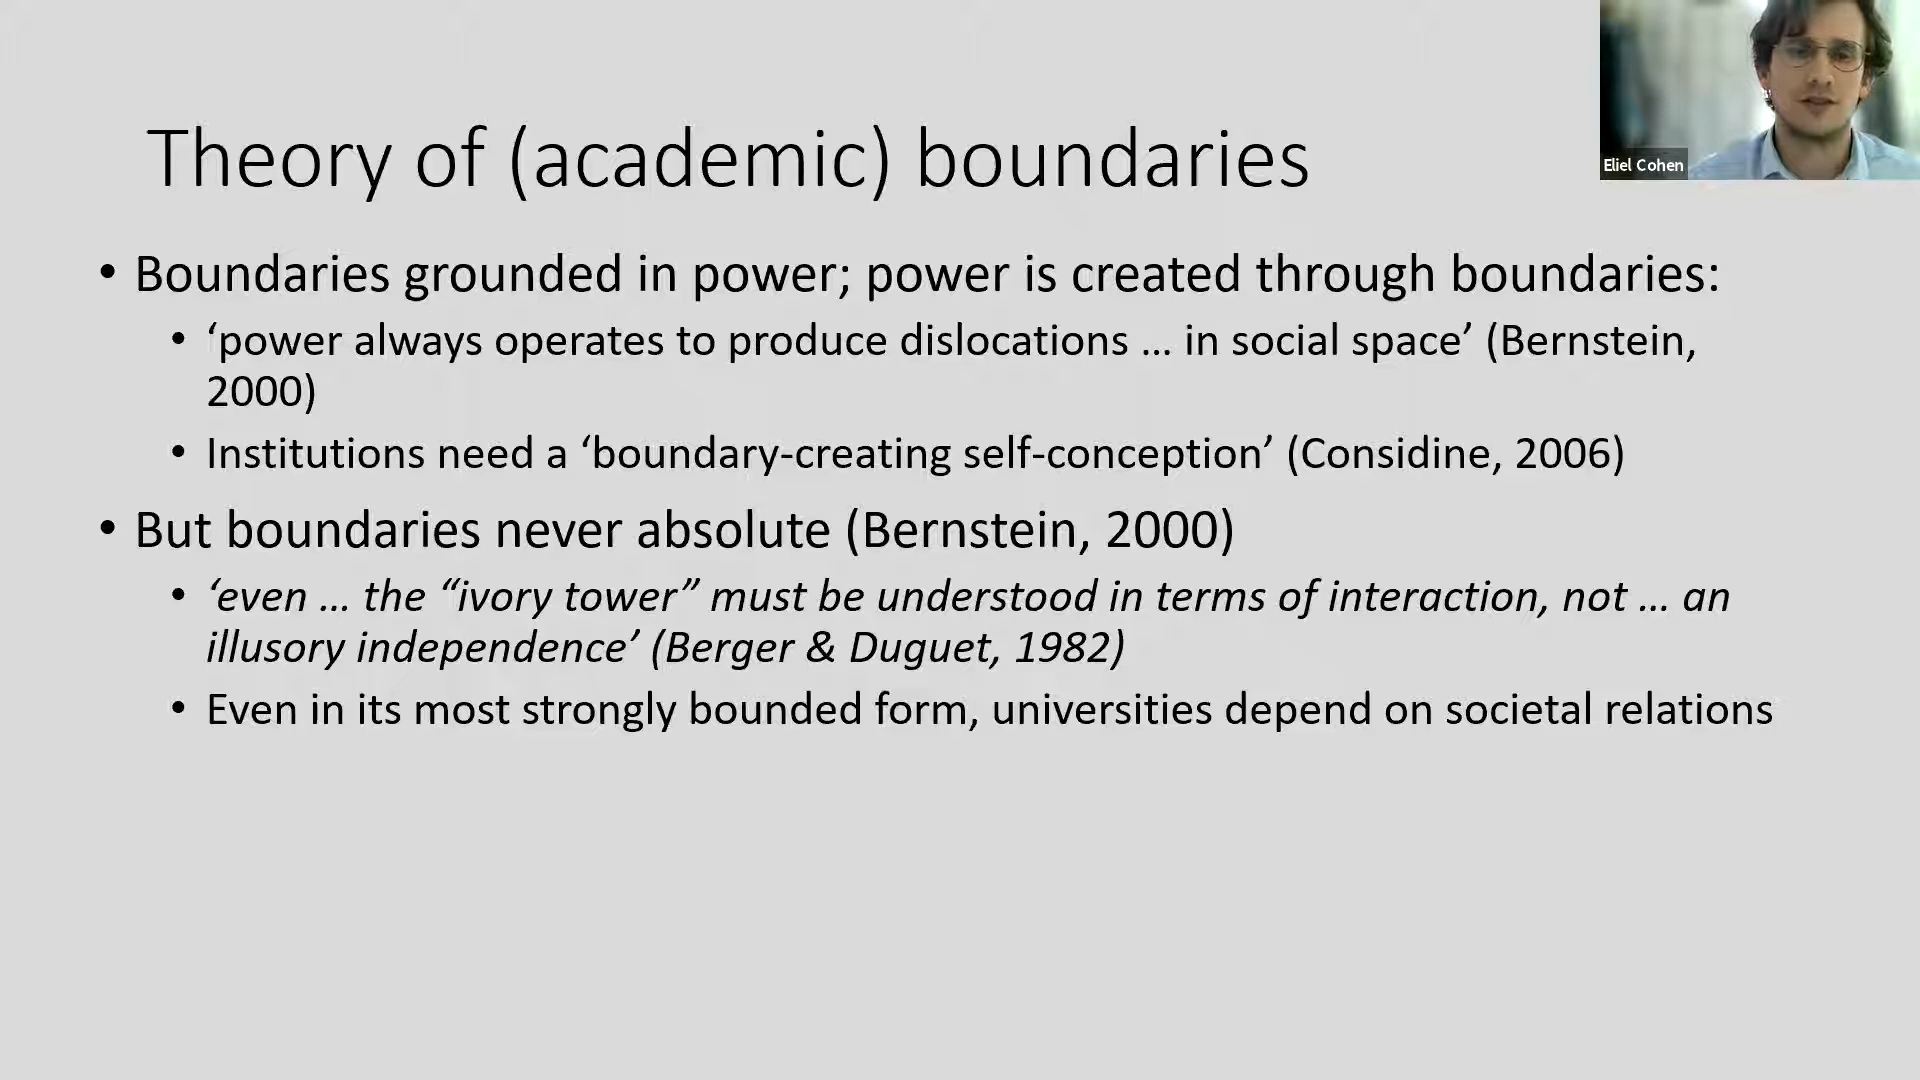 Theory of (academic) boundaries
Eliel Cohen
• Boundaries grounded in power; power is created through boundaries:
• ‘power always operates to produce dislocations … in social space’ (Bernstein,
2000)
• Institutions need a ‘boundary-creating self-conception’ (Considine, 2006)
• But boundaries never absolute (Bernstein, 2000)
• ‘even … the “ivory tower” must be understood in terms of interaction, not … an
illusory independence’ (Berger & Duguet, 1982)
• Even in its most strongly bounded form, universities depend on societal relations